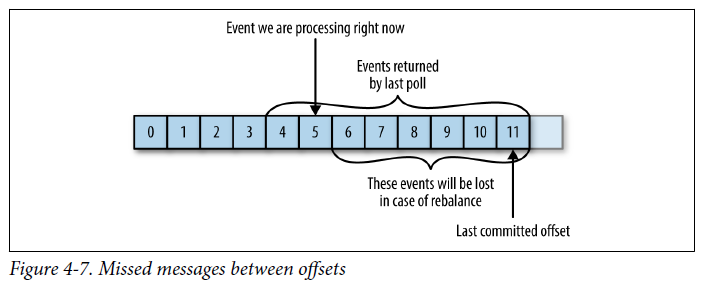 Event we are processing right now
Events returned
by last poll
0 1 2 3 4 5 6 7 8 9 10 11
These events will be lost
in case of rebalance
Last committed offset
Figure 4-7. Missed messages between offsets